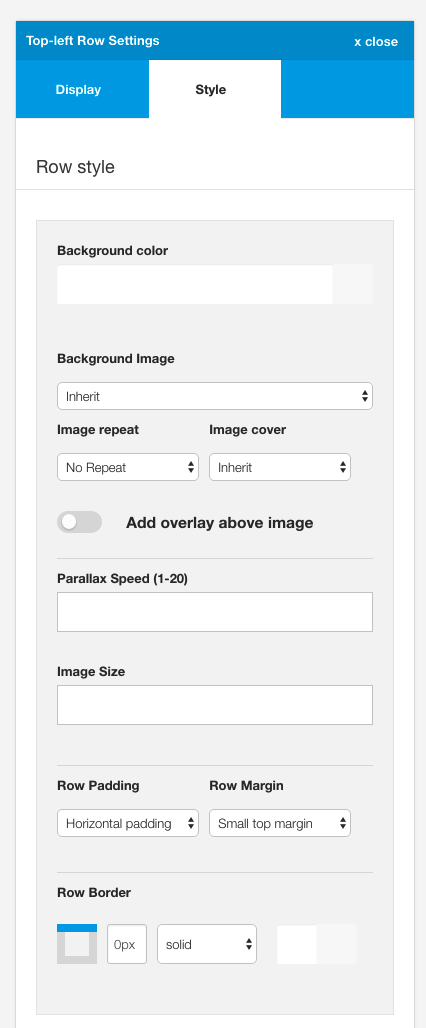 Top-left Row Settings x close
Display Style
Row style
Background color
Background Image
Inherit
Image repeat Image cover
No Repeat Inherit
Add overlay above image
Parallax Speed (1-20)
Image Size
Row Padding Row Margin
Horizontal padding Small top margin
Row Border
0px solid